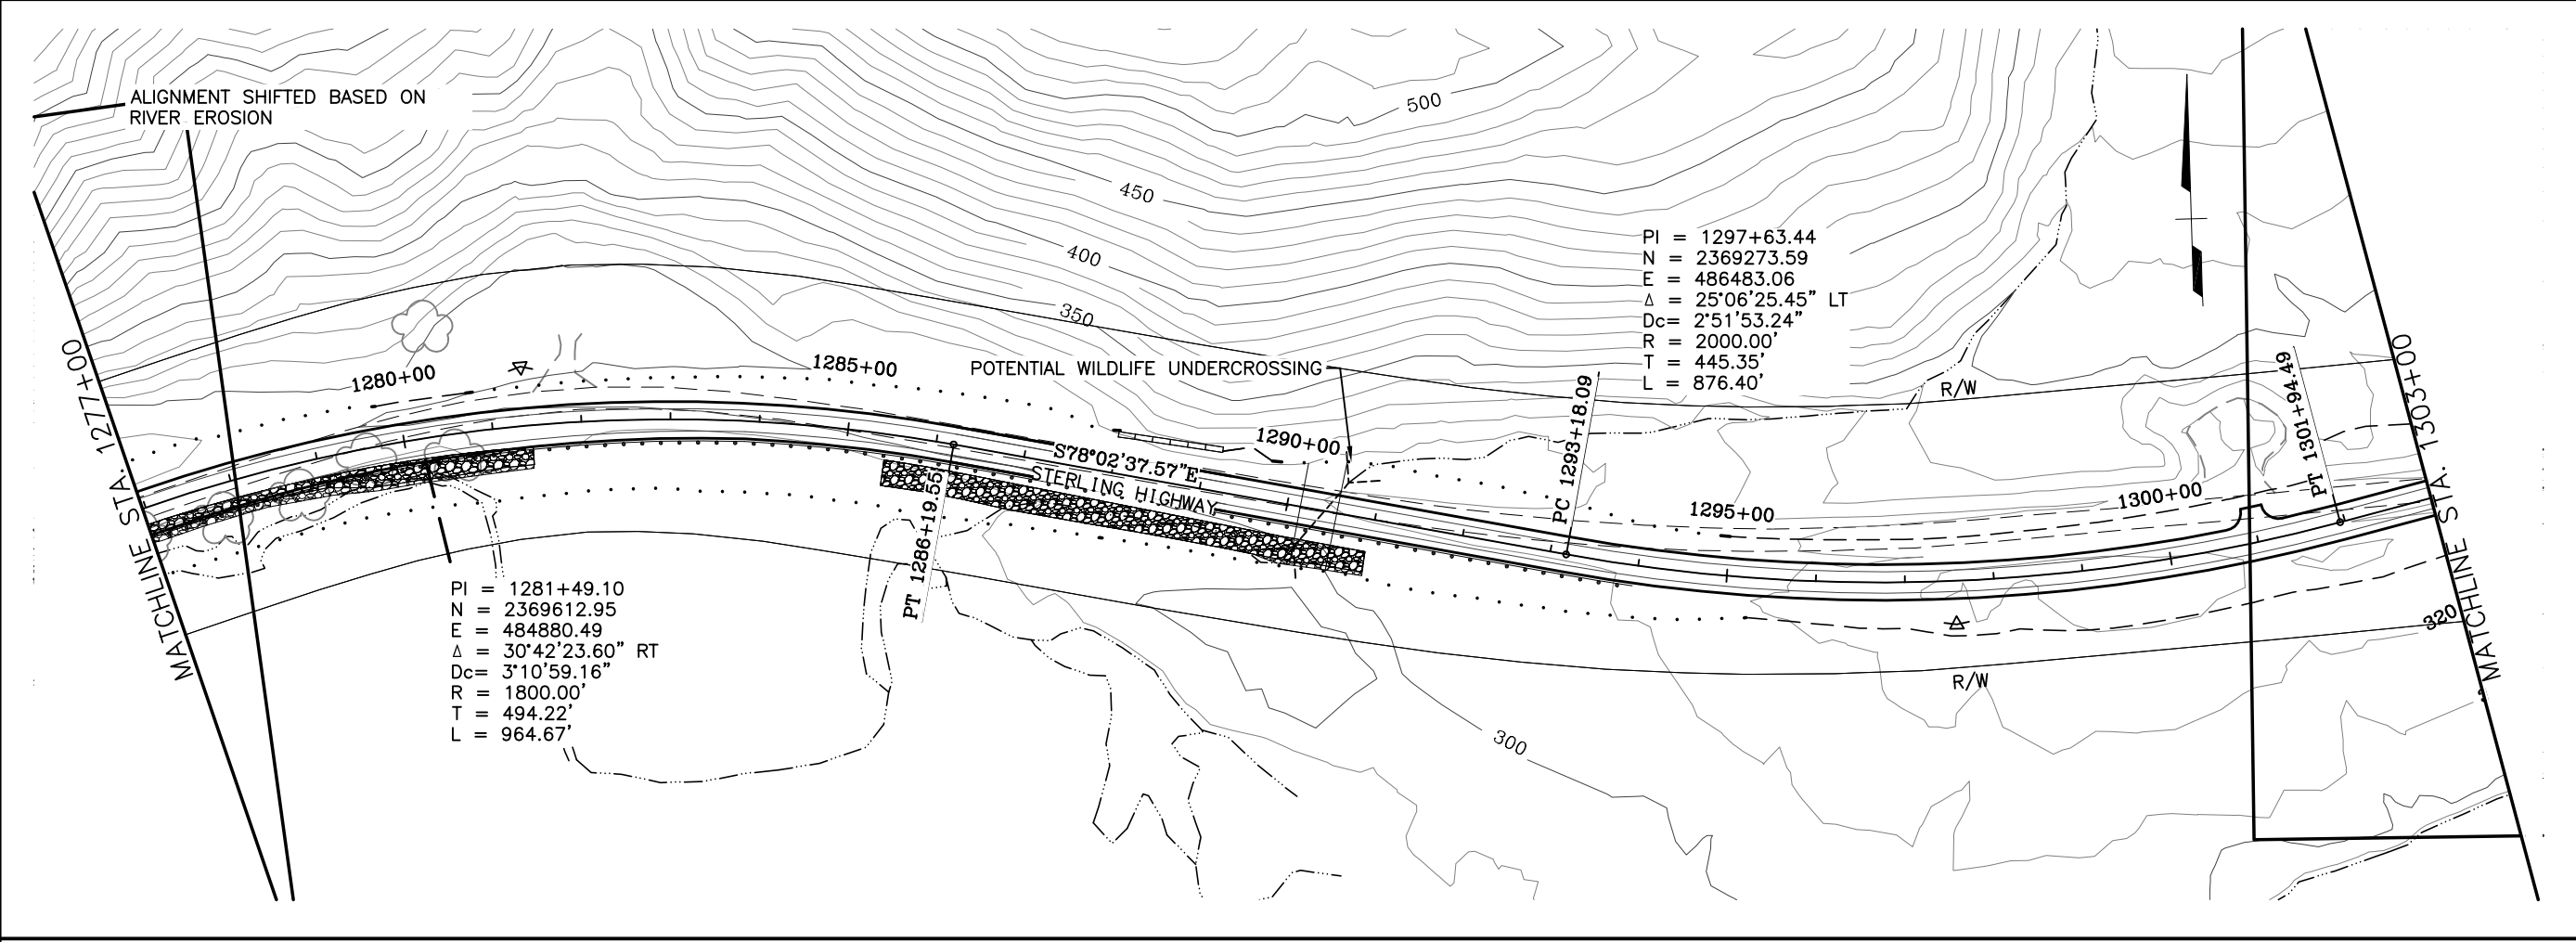 ALIGNMENT SHIFTED BASED ON
RIVER EROSION
500
450
400
350
PI = 1297+63.44
N = 2369273.59
E = 486483.06
Δ = 25°06'25.45" LT
Dc= 2°51'53.24"
R = 2000.00'
T = 445.35'
L = 876.40'
MATCHLINE STA. 1277+00
1280+00
1285+00
POTENTIAL WILDLIFE UNDERCROSSING
1290+00
S78°02'37.57"E
STERLING HIGHWAY
PT 1286+19.55
PC 1293+18.09
1295+00
1300+00
R/W
PT 1301+94.49
MATCHLINE STA. 1303+00
320
R/W
300
PI = 1281+49.10
N = 2369612.95
E = 484880.49
Δ = 30°42'23.60" RT
Dc= 3°10'59.16"
R = 1800.00'
T = 494.22'
L = 964.67'